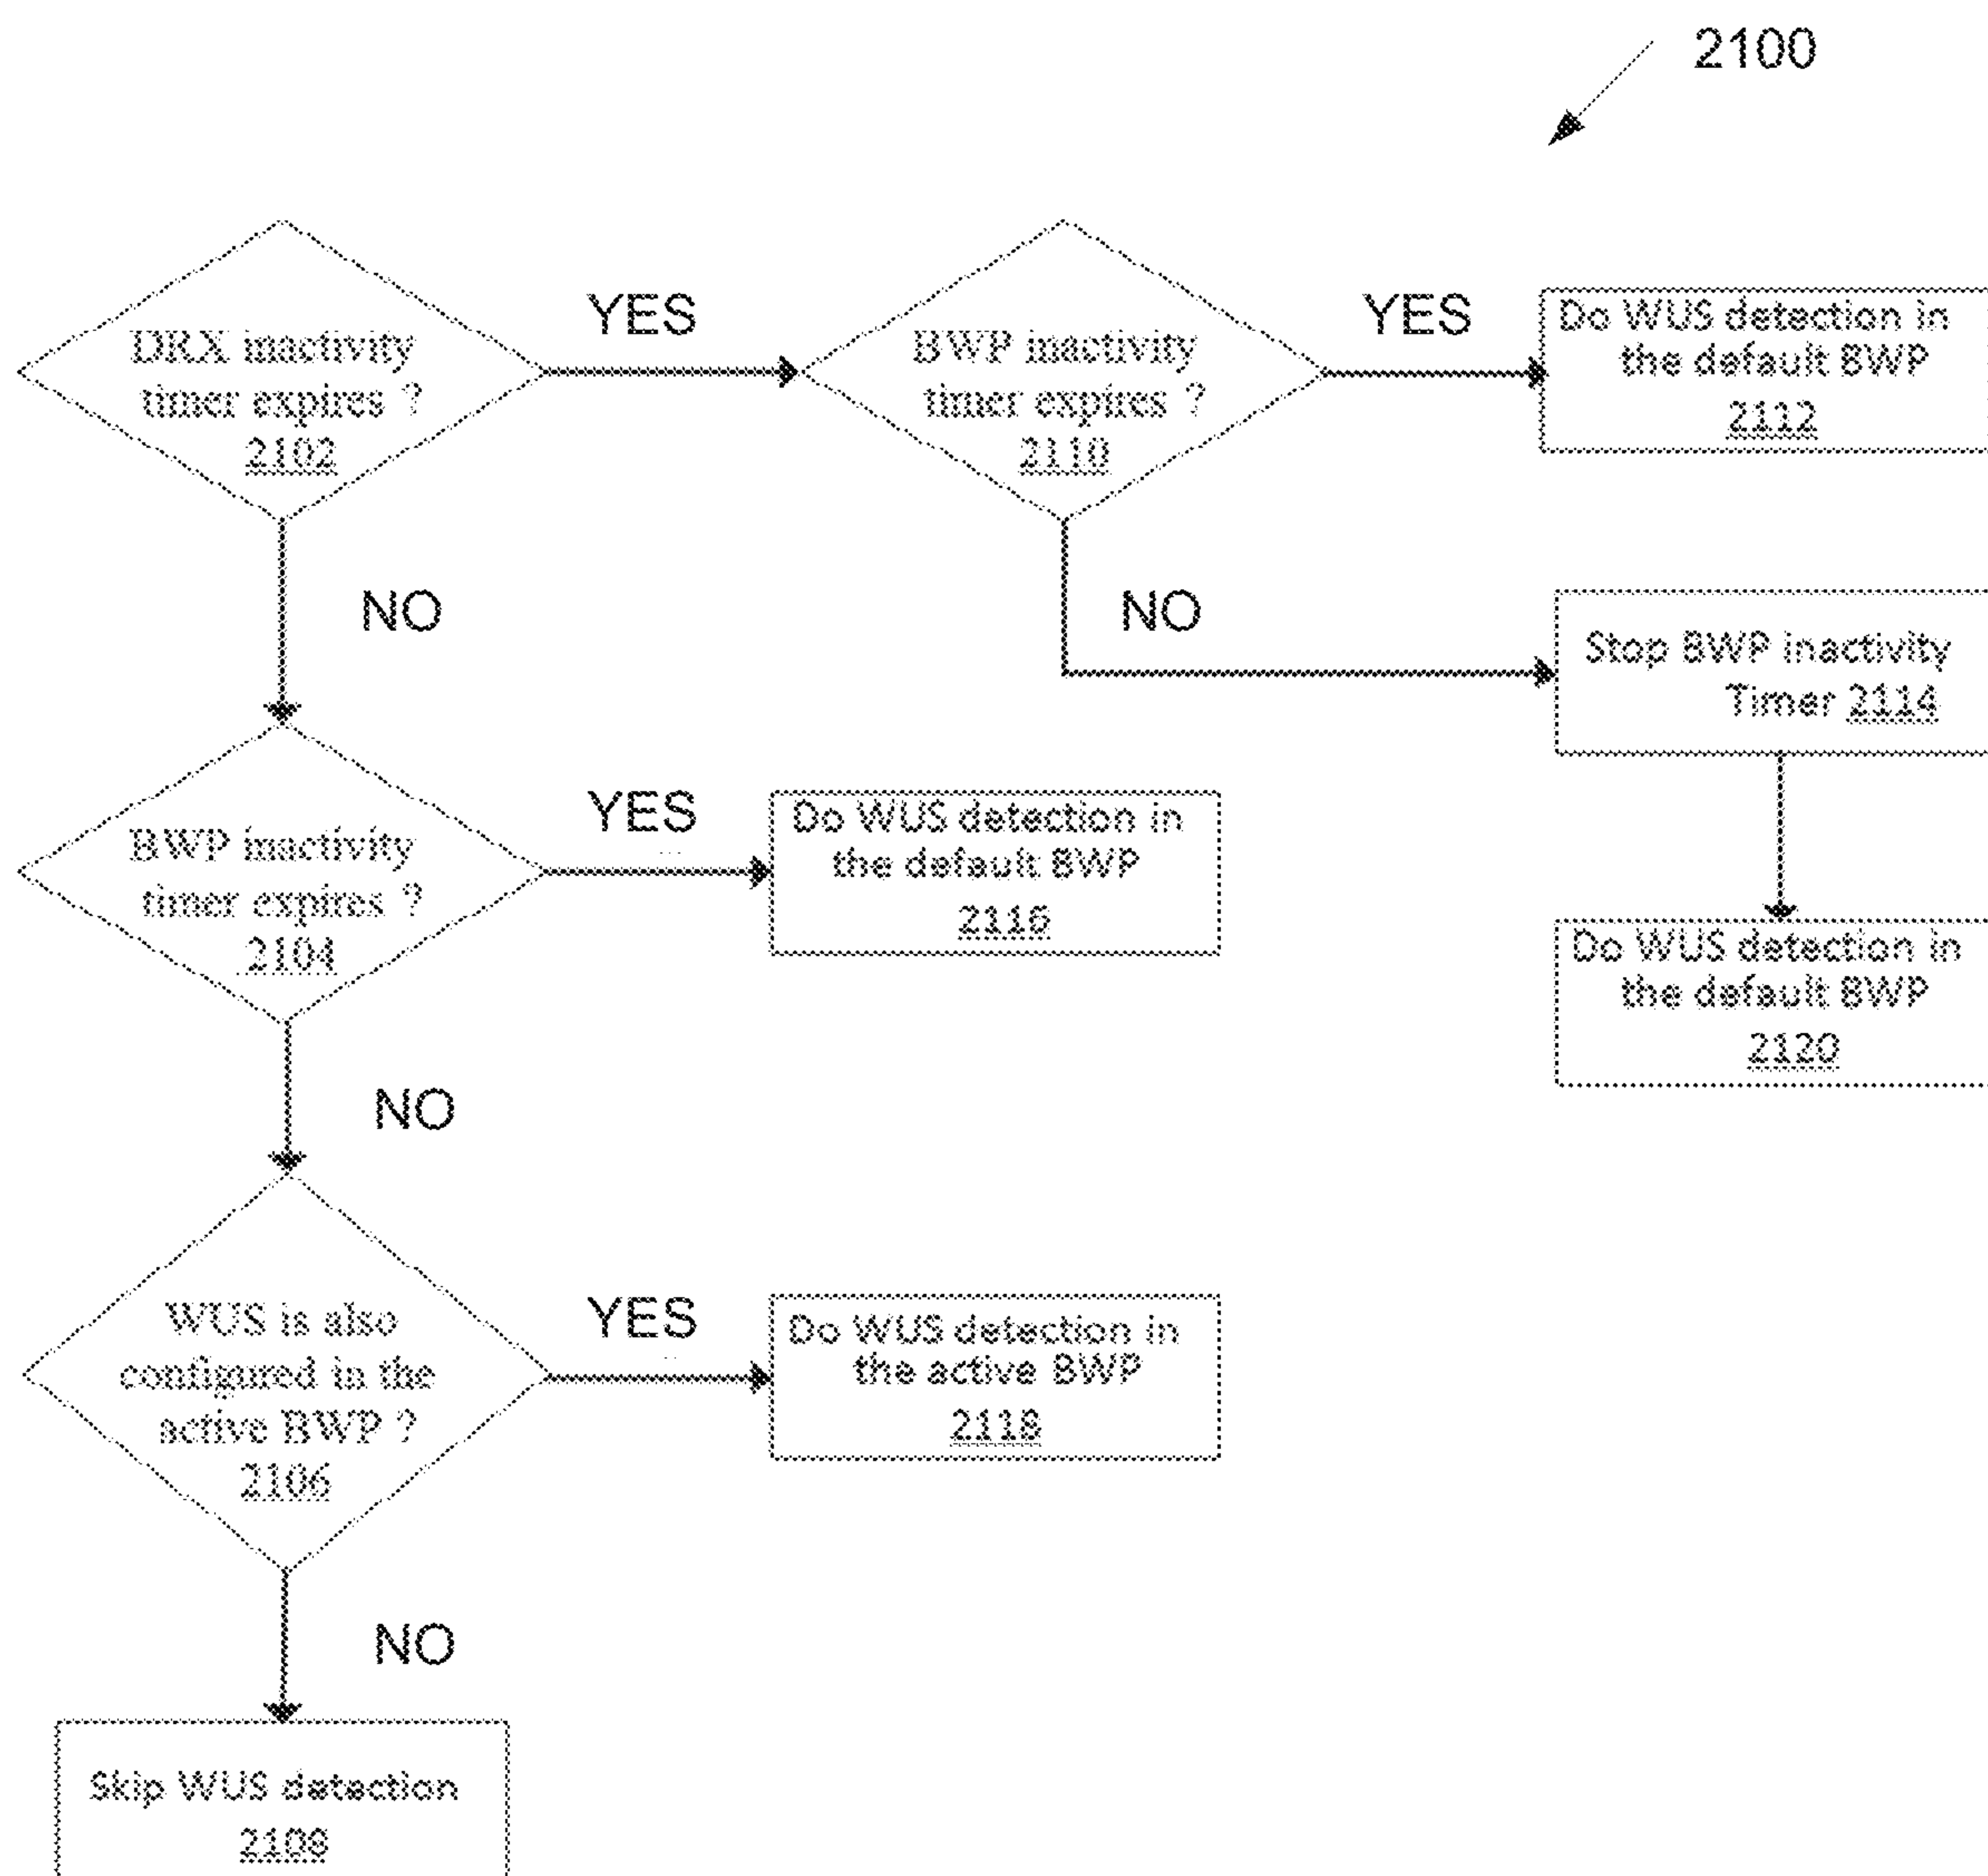 2100
DRX inactivity
timer expires ?
2102
YES
BWP inactivity
timer expires ?
2110
YES
Do WUS detection in
the default BWP
2112
NO
NO
Stop BWP inactivity
Timer 2114
BWP inactivity
timer expires ?
2104
YES
Do WUS detection in
the default BWP
2116
Do WUS detection in
the default BWP
2120
NO
WUS is also
configured in the
active BWP ?
2106
YES
Do WUS detection in
the active BWP
2118
NO
Skip WUS detection
2108